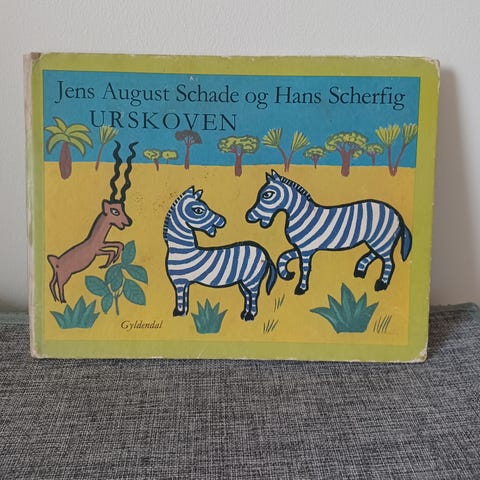 Jens August Schade og Hans Scherfig
URSKOVEN
Gyldendal